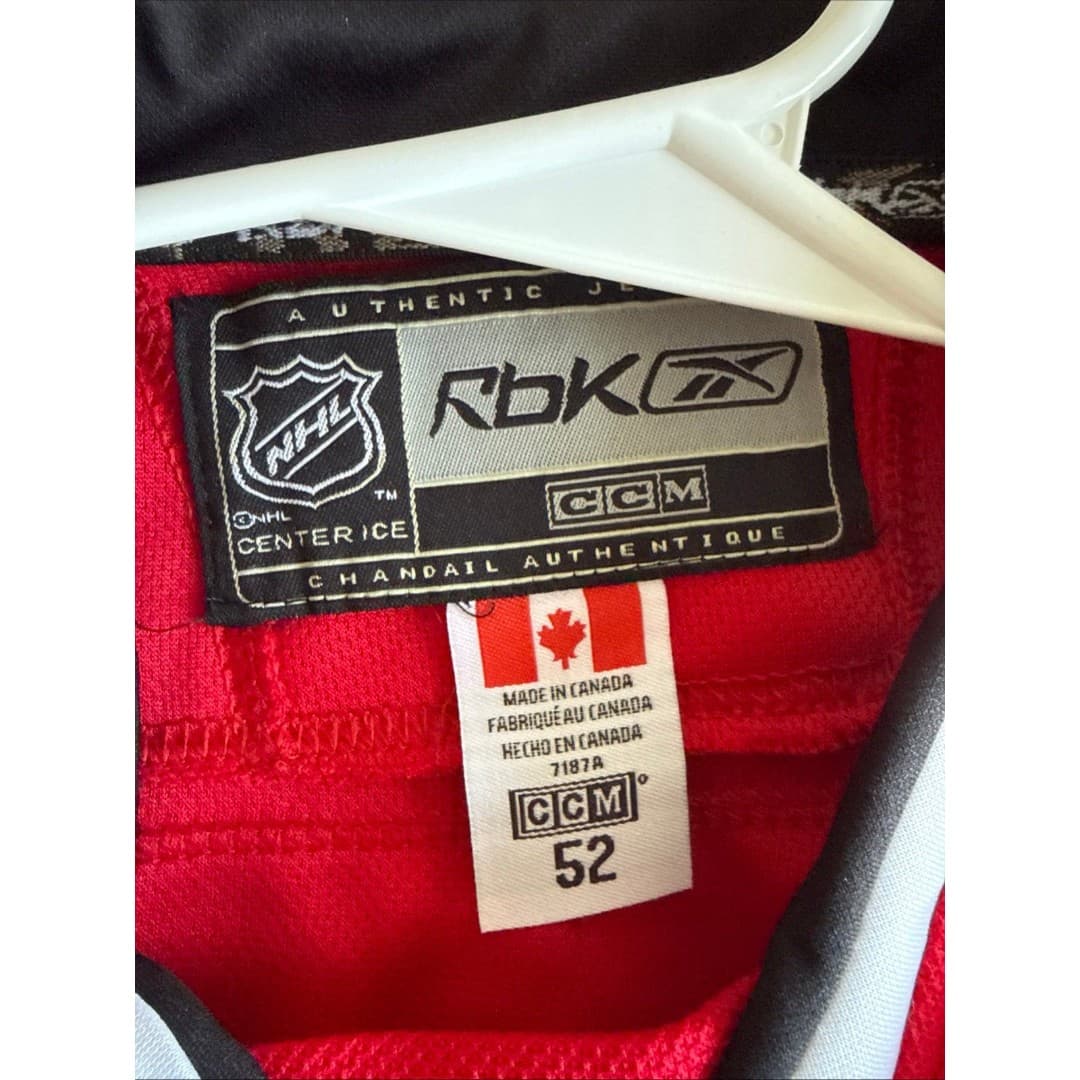 AUTHENTIC
NHL
TM
©NHL
CENTER ICE
RbK
CCM
CHANDAIL AUTHENTIQUE
MADE IN CANADA
FABRIQUÉ AU CANADA
HECHO EN CANADA
7187A
CCM
52